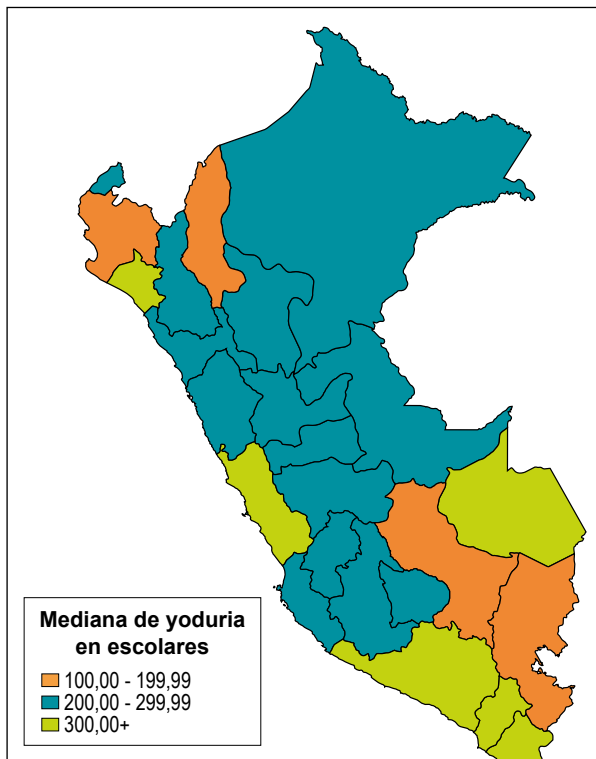 Mediana de yoduria
en escolares
100,00 - 199,99
200,00 - 299,99
300,00+